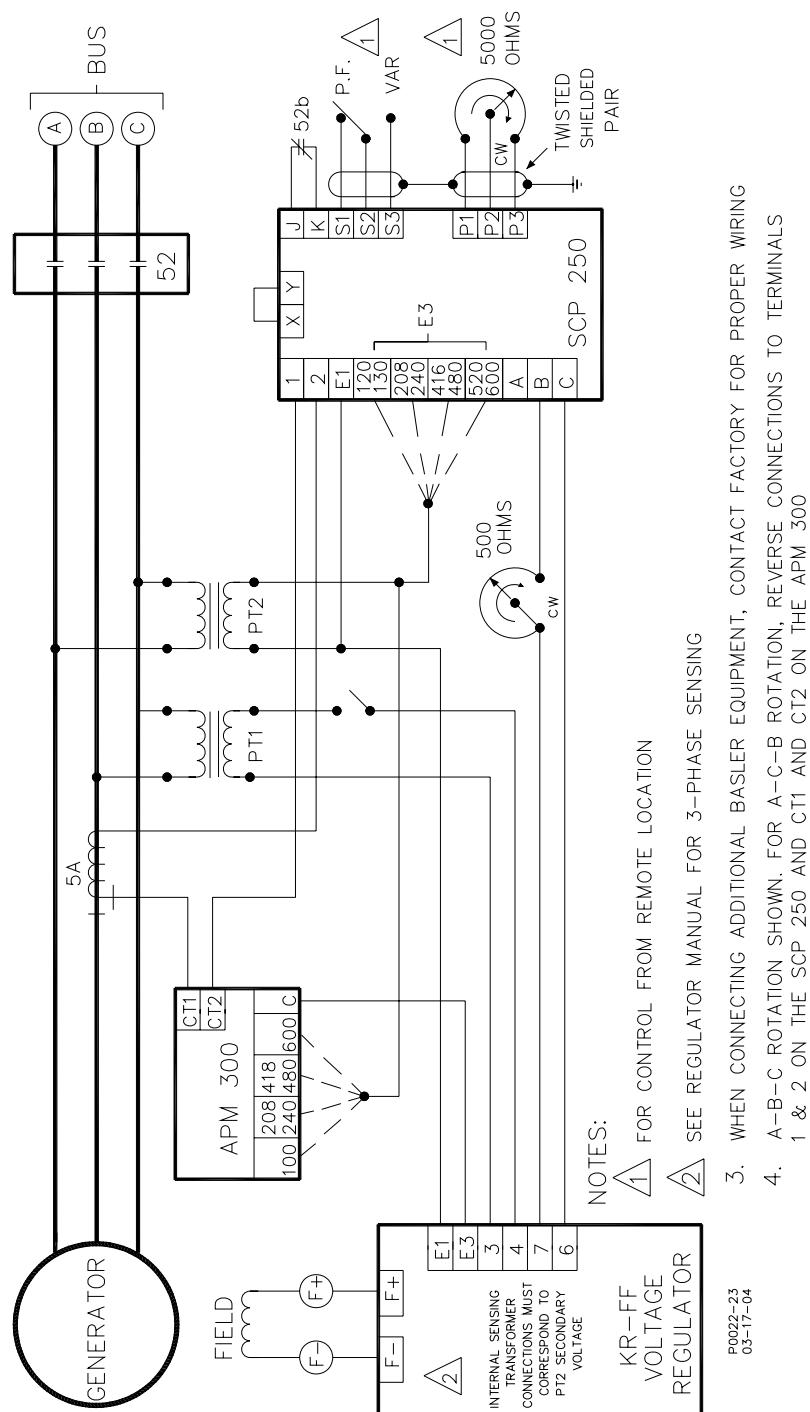 BUS
A
B
C
52
GENERATOR
5A
PT1
PT2
FIELD
F-
F+
F-
F+
APM 300
CT1
CT2
100
208
240
418
480
600
C
500
OHMS
CW
X
Y
1
2
E1
120
130
208
240
416
480
520
600
E3
A
B
C
J
K
S1
S2
S3
P1
P2
P3
SCP 250
52b
P.F.
VAR
1
1
5000
OHMS
CW
TWISTED
SHIELDED
PAIR
2
INTERNAL SENSING
TRANSFORMER
CONNECTIONS MUST
CORRESPOND TO
PT2 SECONDARY
VOLTAGE
E1
E3
3
4
7
6
KR-FF
VOLTAGE
REGULATOR
NOTES:
1 FOR CONTROL FROM REMOTE LOCATION
2 SEE REGULATOR MANUAL FOR 3-PHASE SENSING
3. WHEN CONNECTING ADDITIONAL BASLER EQUIPMENT, CONTACT FACTORY FOR PROPER WIRING
4. A-B-C ROTATION SHOWN. FOR A-C-B ROTATION, REVERSE CONNECTIONS TO TERMINALS
1 & 2 ON THE SCP 250 AND CT1 AND CT2 ON THE APM 300
P0022-23
03-17-04